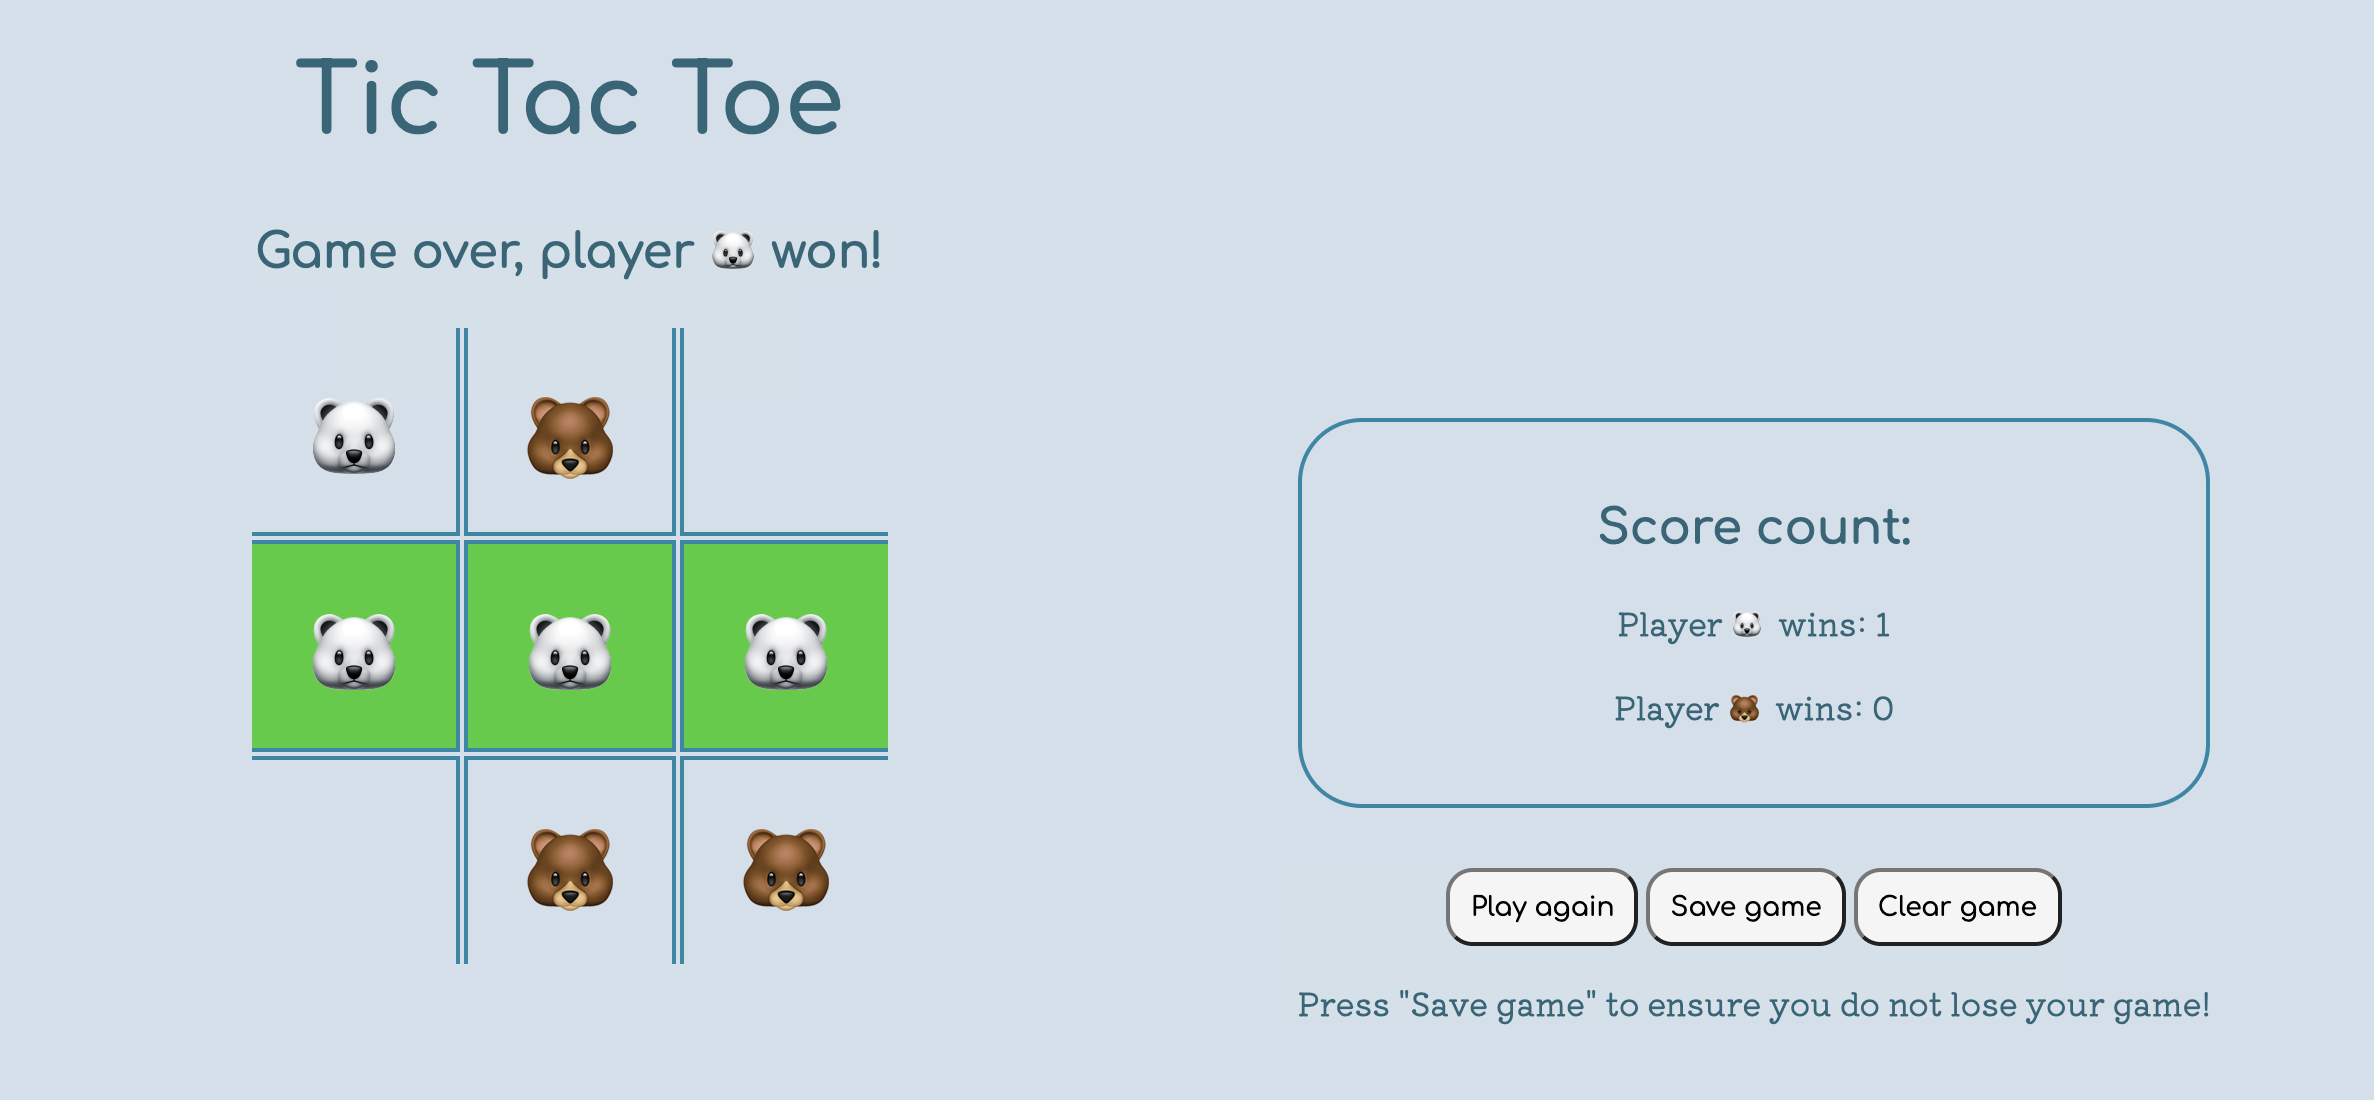 Tic Tac Toe
Game over, player 🐻‍❄️ won!
Score count:
Player 🐻‍❄️ wins: 1
Player 🐻 wins: 0
Play again
Save game
Clear game
Press "Save game" to ensure you do not lose your game!